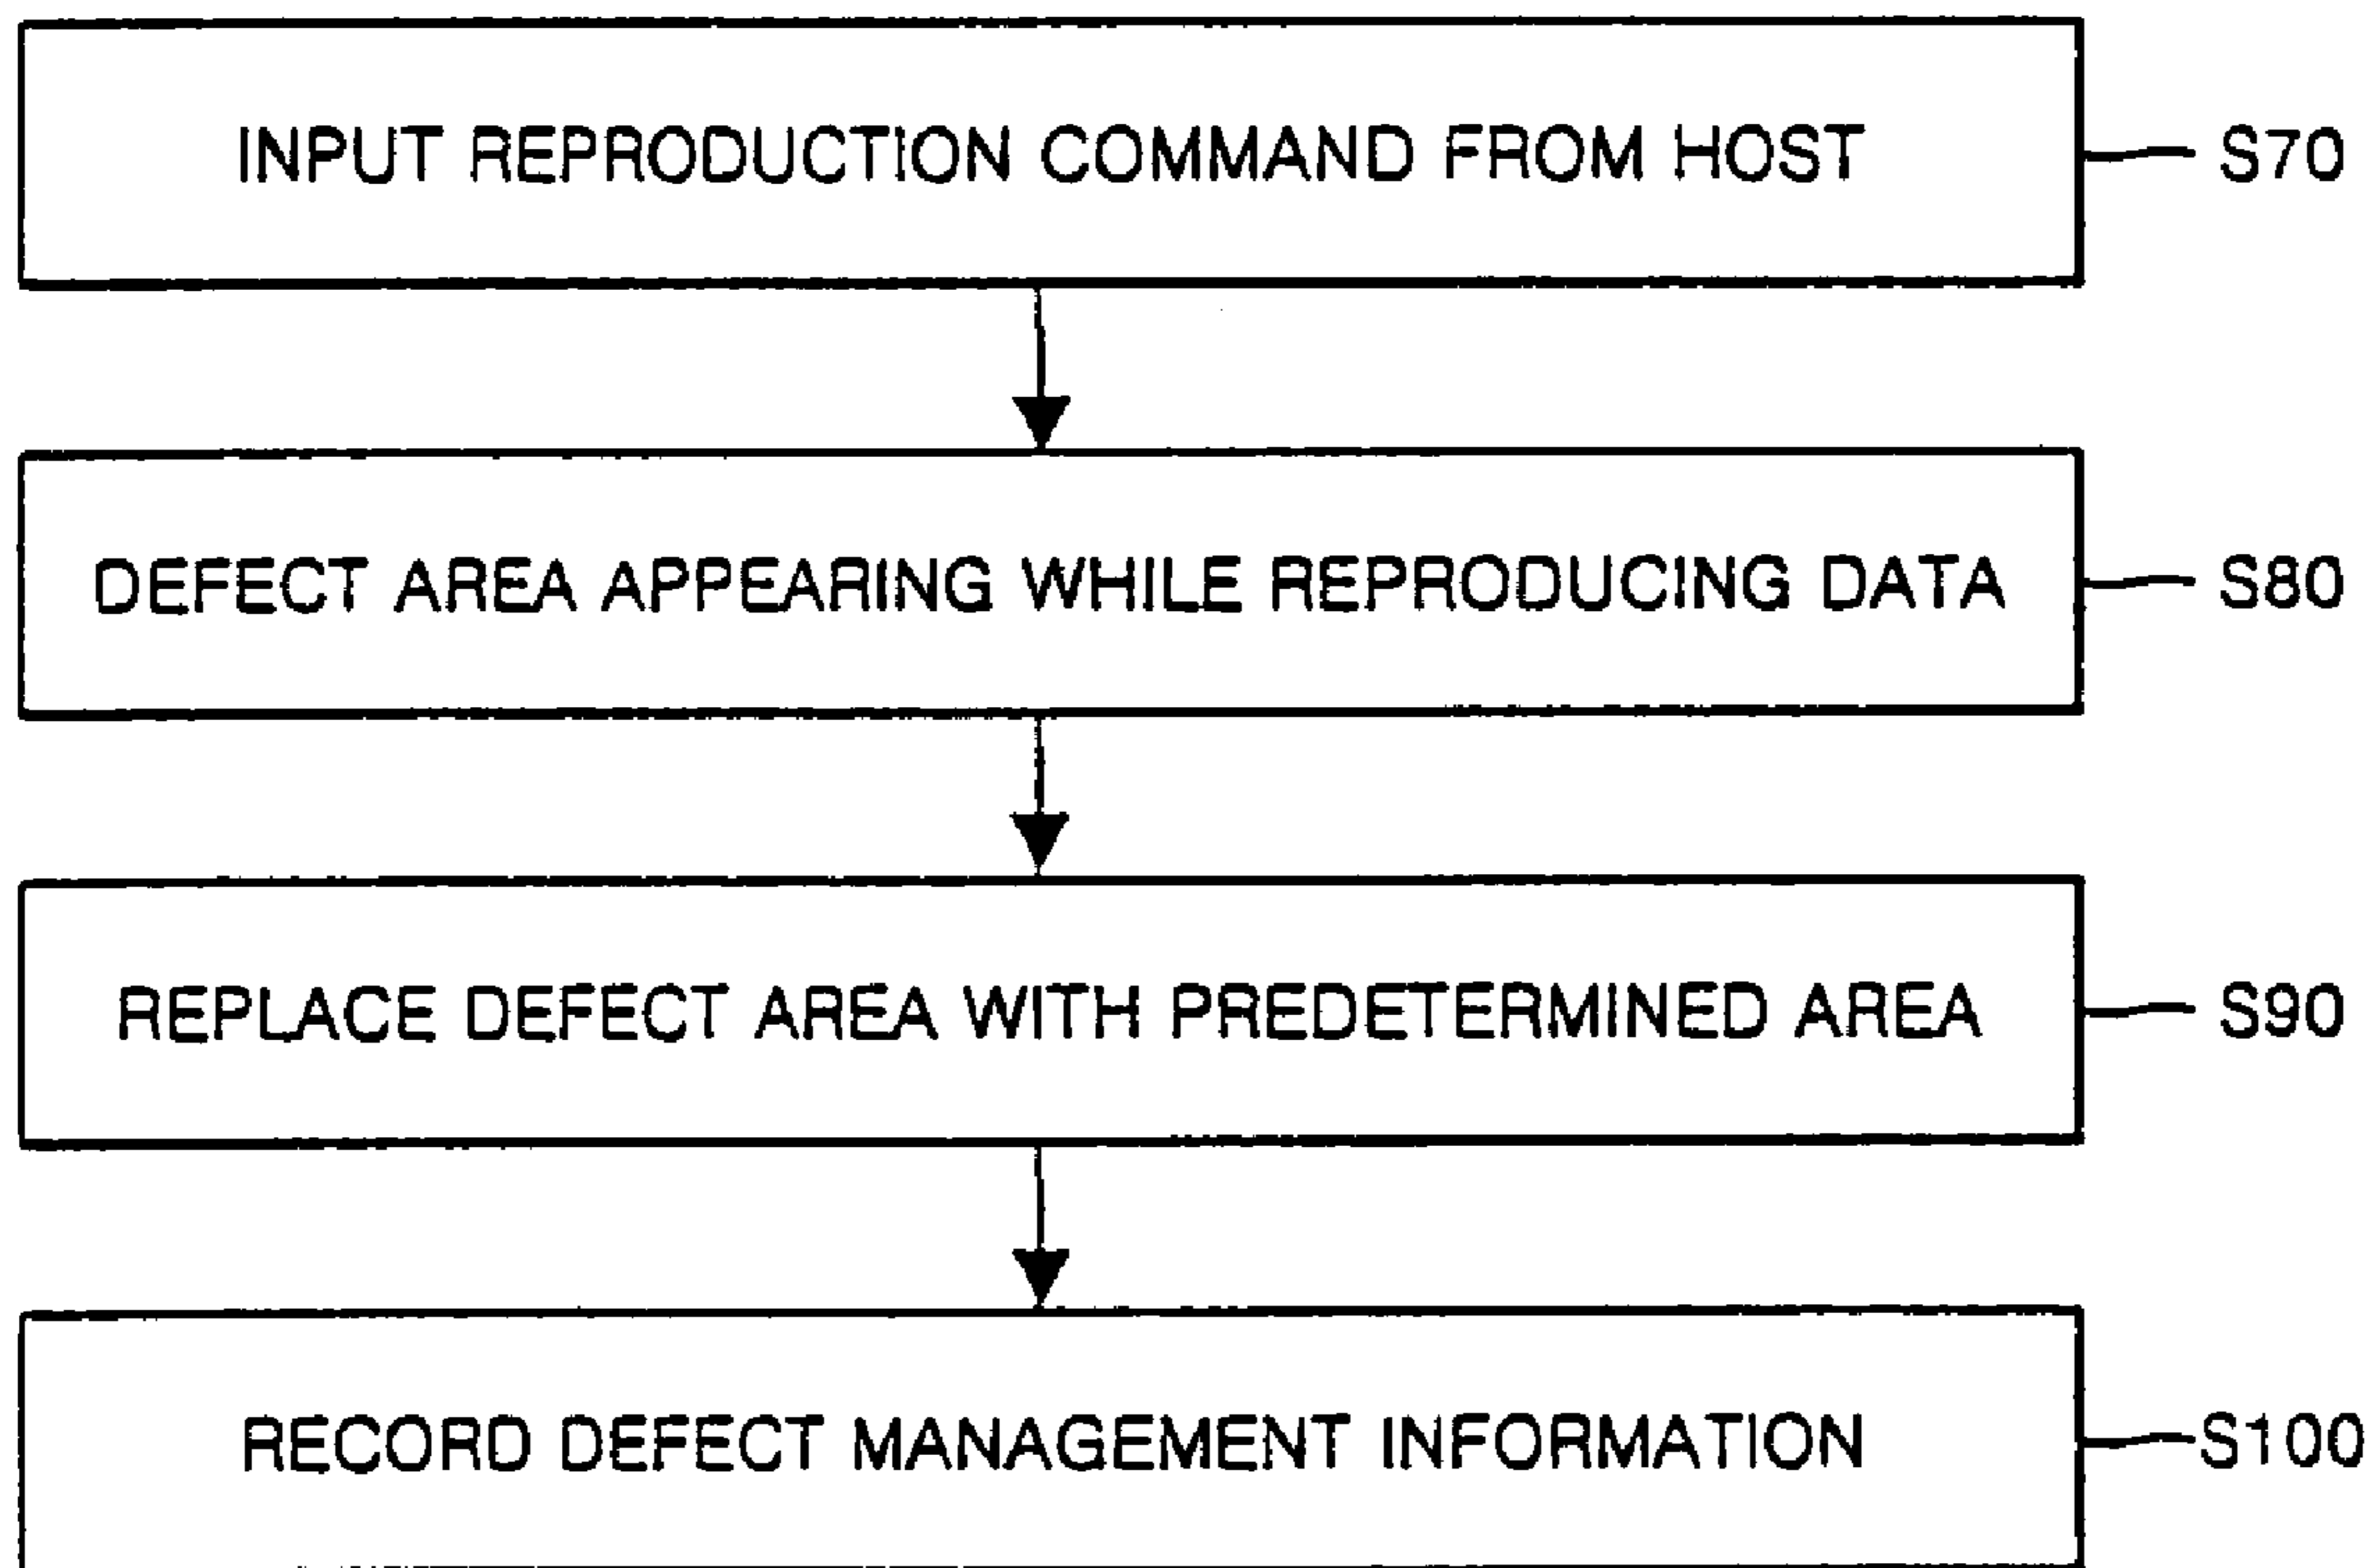 INPUT REPRODUCTION COMMAND FROM HOST S70
DEFECT AREA APPEARING WHILE REPRODUCING DATA S80
REPLACE DEFECT AREA WITH PREDETERMINED AREA S90
RECORD DEFECT MANAGEMENT INFORMATION S100